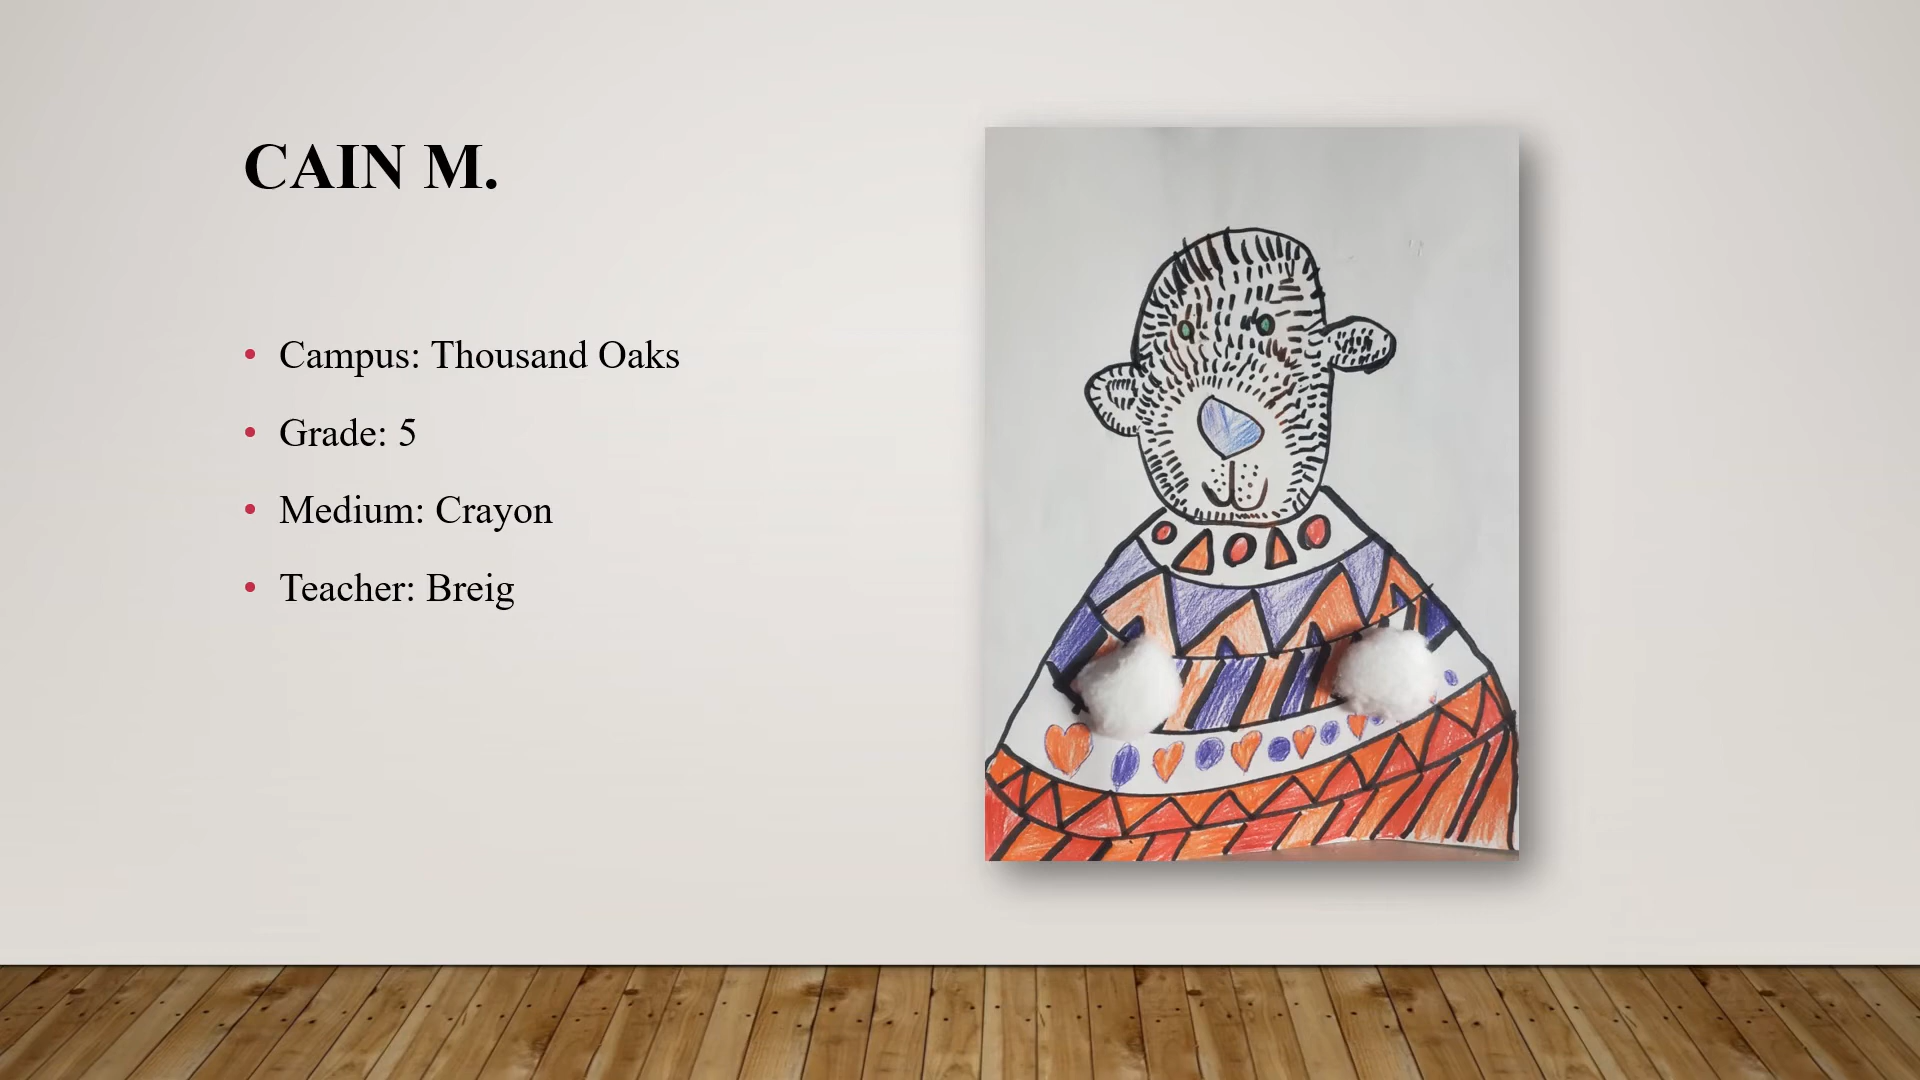 CAIN M.
Campus: Thousand Oaks
Grade: 5
Medium: Crayon
Teacher: Breig